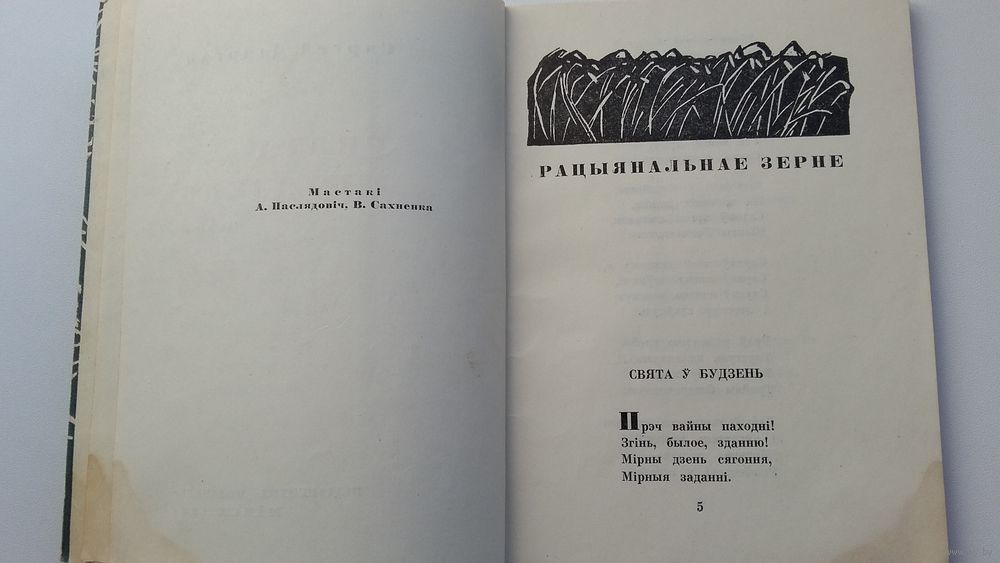 Мастакі
А. Паслядовіч, В. Сахненка
РАЦЫЯНАЛЬНАЕ ЗЕРНЕ
СВЯТА Ў БУДЗЕНЬ
Прэч вайны паходні!
Згінь, былое, зданню!
Мірны дзень сягоння,
Мірныя заданні.
5